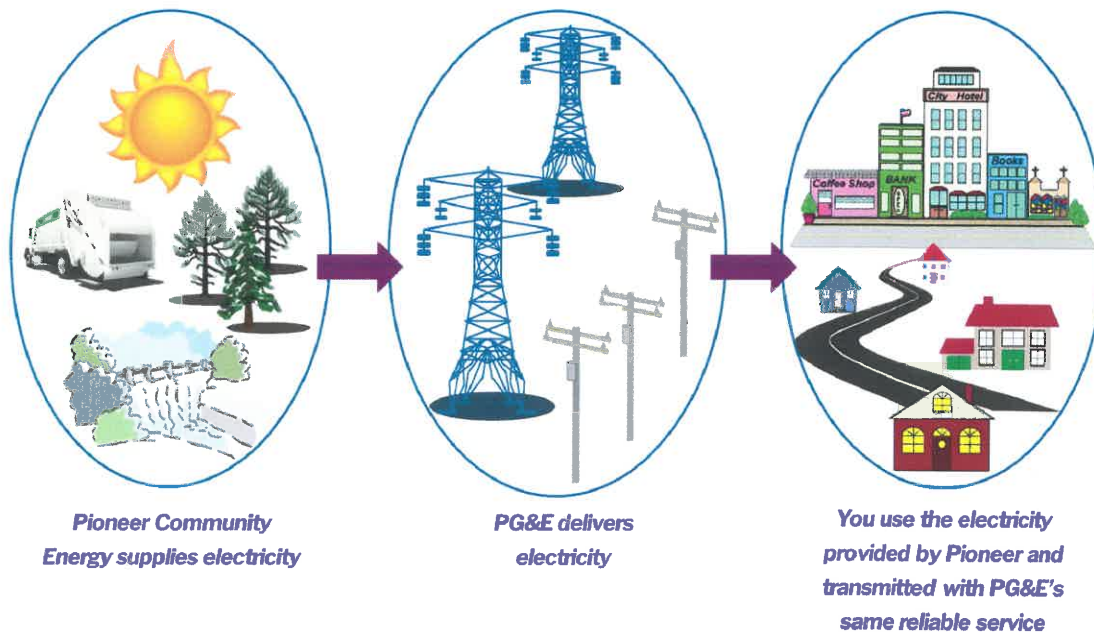 City Hotel
Books
BANK
Coffee Shop
Pioneer Community
Energy supplies electricity
PG&E delivers
electricity
You use the electricity
provided by Pioneer and
transmitted with PG&E's
same reliable service